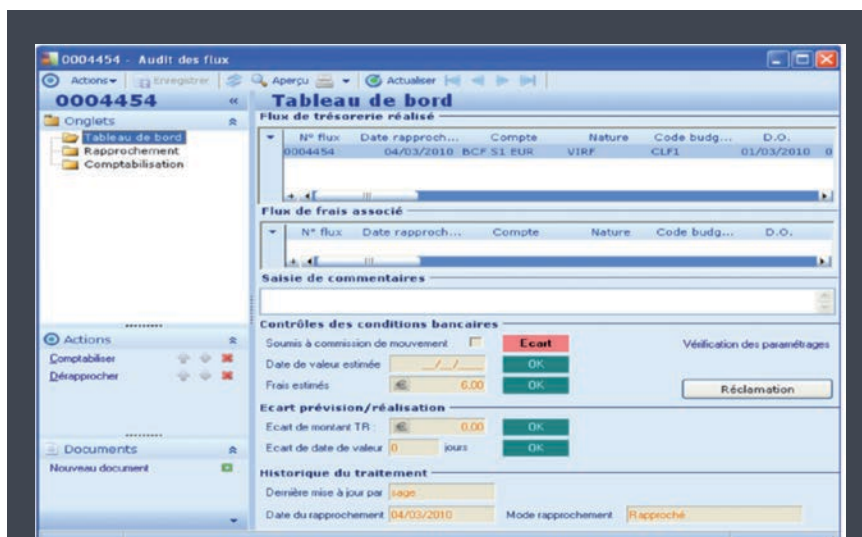 0004454 - Audit des flux
Actions Enregistrer Aperçu Actualiser
0004454 «
Onglets
Tableau de bord
Rapprochement
Comptabilisation
Actions
Comptabiliser
Dérapprocher
Documents
Nouveau document
Tableau de bord
Flux de trésorerie réalisé
N° flux Date rapproch... Compte Nature Code budg... D.O.
0004454 04/03/2010 BCF S1 EUR VIRF CLF1 01/03/2010 0
Flux de frais associé
N° flux Date rapproch... Compte Nature Code budg... D.O.
Saisie de commentaires
Contrôles des conditions bancaires
Soumis à commission de mouvement Ecart Vérification des paramétrages
Date de valeur estimée __/__/__ OK
Frais estimés € 6,00 OK Réclamation
Ecart prévision/réalisation
Ecart de montant TR : € 0,00 OK
Ecart de date de valeur 0 jours OK
Historique du traitement
Dernière mise à jour par sage
Date du rapprochement 04/03/2010 Mode rapprochement Rapproché